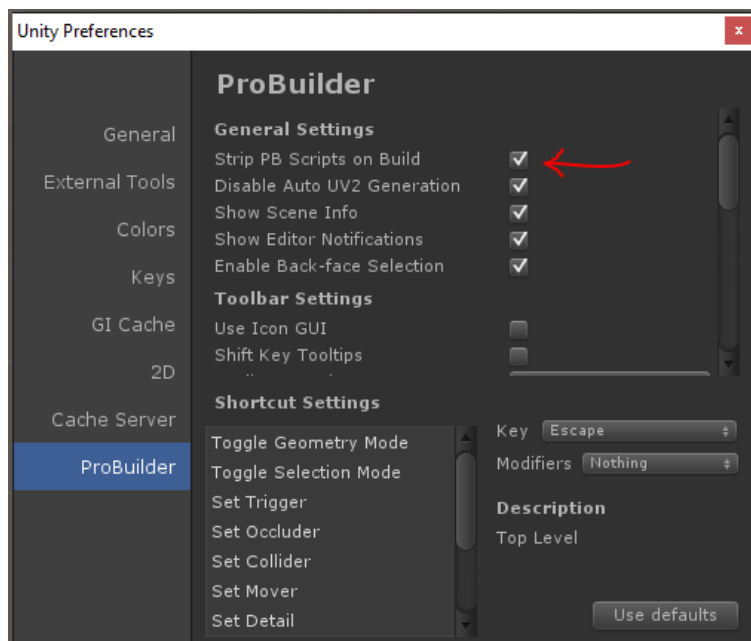 Unity Preferences
x
General
External Tools
Colors
Keys
GI Cache
2D
Cache Server
ProBuilder
ProBuilder
General Settings
Strip PB Scripts on Build
Disable Auto UV2 Generation
Show Scene Info
Show Editor Notifications
Enable Back-face Selection
Toolbar Settings
Use Icon GUI
Shift Key Tooltips
Shortcut Settings
Toggle Geometry Mode
Toggle Selection Mode
Set Trigger
Set Occluder
Set Collider
Set Mover
Set Detail
Key Escape
Modifiers Nothing
Description
Top Level
Use defaults